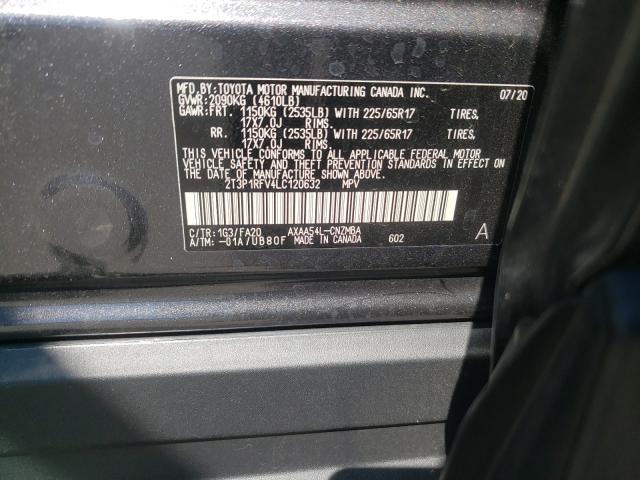 MFD.BY:TOYOTA MOTOR MANUFACTURING CANADA INC. 07/20
GVWR:2090KG (4610LB)
GAWR:FRT. 1150KG (2535LB) WITH 225/65R17 TIRES,
17X7.0J RIMS.
RR. 1150KG (2535LB) WITH 225/65R17 TIRES,
17X7.0J RIMS.
THIS VEHICLE CONFORMS TO ALL APPLICABLE FEDERAL MOTOR
VEHICLE SAFETY AND THEFT PREVENTION STANDARDS IN EFFECT
ON THE DATE OF MANUFACTURE SHOWN ABOVE.
2T3P1RFV4LC120632 MPV
C/TR:1G3/FA20 AXAA54L-CNZMBA A
A/TM: -01A/UB80F MADE IN CANADA 602